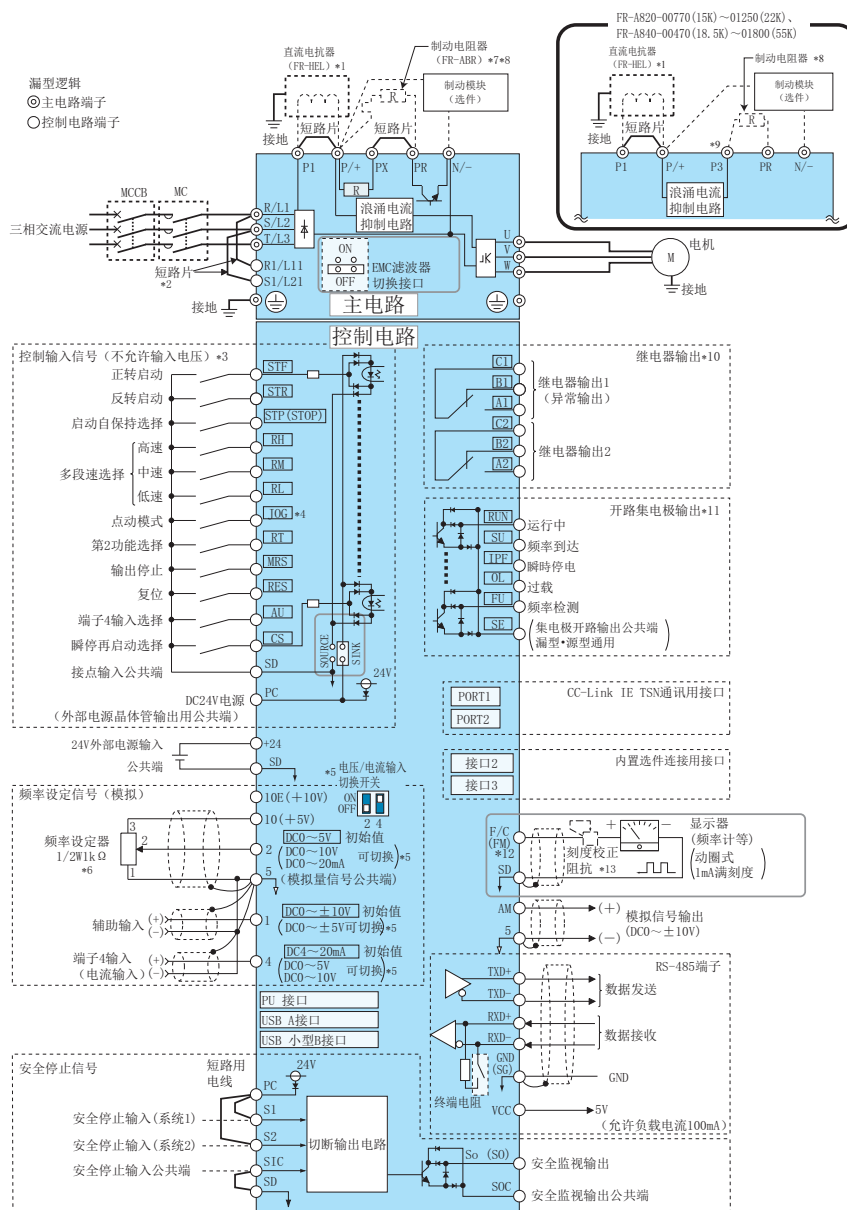 FR-A820-00770(15K)～01250(22K)、
FR-A840-00470(18.5K)～01800(55K)
直流电抗器
(FR-HEL)*1
制动电阻器 *8
制动模块
(选件)
R
接地
短路片
*9
P1
P/+
P3
PR
N/-
浪涌电流
抑制电路
漏型逻辑
主电路端子
控制电路端子
直流电抗器
(FR-HEL)*1
制动电阻器
(FR-ABR)*7*8
制动模块
(选件)
R
接地
短路片
短路片
P1
P/+
PX
PR
N/-
R
浪涌电流
抑制电路
MCCB
MC
三相交流电源
R/L1
S/L2
T/L3
R1/L11
S1/L21
短路片
*2
接地
ON
OFF
EMC滤波器
切换接口
主电路
U
V
W
电机
M
接地
控制电路
控制输入信号（不允许输入电压）*3
正转启动
STF
反转启动
STR
启动自保持选择
STP(STOP)
多段速选择
高速
RH
中速
RM
低速
RL
点动模式
JOG *4
第2功能选择
RT
输出停止
MRS
复位
RES
端子4输入选择
AU
瞬停再启动选择
CS
接点输入公共端
SD
SOURCE
SINK
24V
DC24V电源
（外部电源晶体管输出用公共端）
PC
继电器输出*10
C1
B1
A1
继电器输出1
（异常输出）
C2
B2
A2
继电器输出2
开路集电极输出*11
RUN
运行中
SU
频率到达
IPF
瞬時停电
OL
过载
FU
频率检测
SE
集电极开路输出公共端
漏型•源型通用
PORT1
PORT2
CC-Link IE TSN通讯用接口
接口2
接口3
内置选件连接用接口
24V外部电源输入
+24
公共端
SD
频率设定信号（模拟）
*5 电压/电流输入
切换开关
ON
OFF
2 4
10E(＋10V)
10(＋5V)
频率设定器
1/2W1kΩ
*6
3
2
1
2
DC0～5V 初始值
(DC0～10V
DC0～20mA 可切换)*5
5
(模拟量信号公共端)
辅助输入
(+)
(-)
1
DC0～±10V 初始值
(DC0～±5V可切换)*5
端子4输入
（电流输入）
(+)
(-)
4
DC4～20mA 初始值
(DC0～5V
DC0～10V 可切换)*5
F/C
(FM)
*12
SD
刻度校正
阻抗 *13
+
-
显示器
(频率计等)
(动圈式
1mA满刻度)
AM
5
(+)
(-)
模拟信号输出
(DC0～±10V)
RS-485端子
TXD+
TXD-
数据发送
RXD+
RXD-
数据接收
GND
(SG)
GND
终端电阻
VCC
5V
(允许负载电流100mA)
PU 接口
USB A接口
USB 小型B接口
安全停止信号
短路用
电线
24V
PC
安全停止输入(系统1)
S1
安全停止输入(系统2)
S2
安全停止输入公共端
SIC
SD
切断输出电路
So (SO)
安全监视输出
SOC
安全监视输出公共端